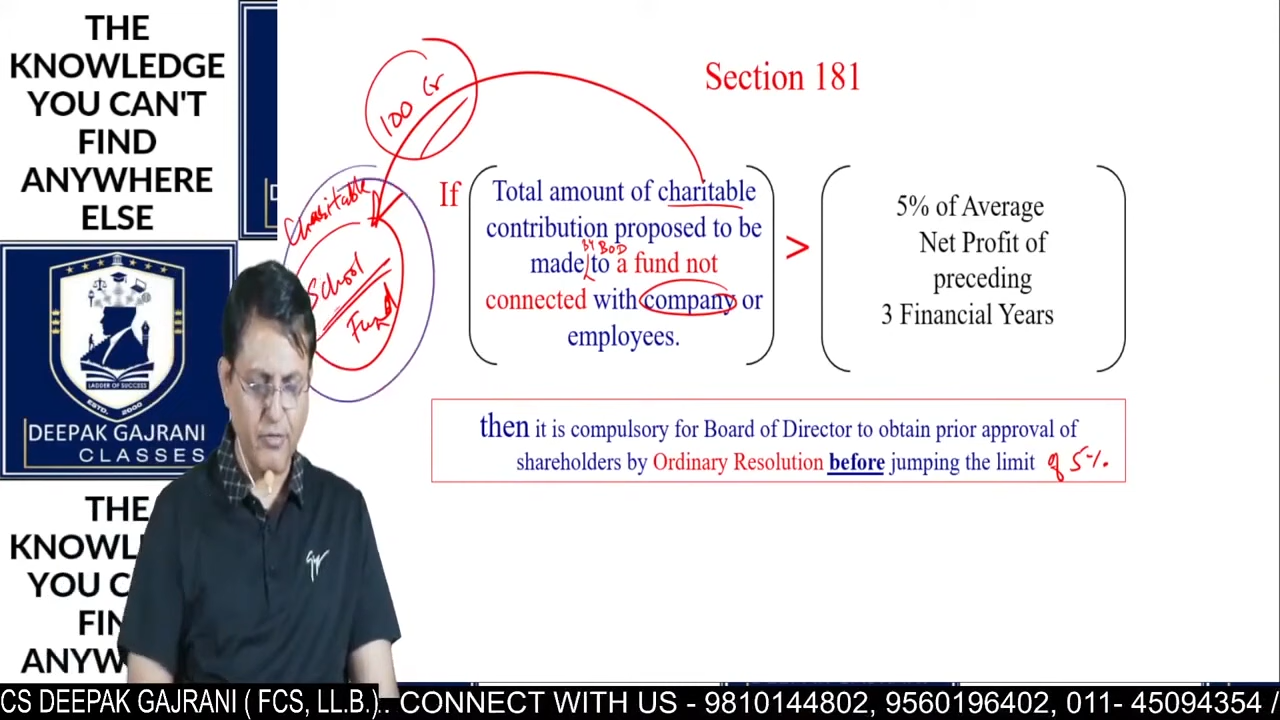 THE
KNOWLEDGE
YOU CAN'T
FIND
ANYWHERE
ELSE
LADDER OF SUCCESS
ESTD. 2000
DEEPAK GAJRANI
CLASSES
THE
KNOWL
YOU C
FIN
ANYW
Section 181
100 Cr
Charitable
School
Fund
If
Total amount of charitable
contribution proposed to be
by BOD
made to a fund not
connected with company or
employees.
>
5% of Average
Net Profit of
preceding
3 Financial Years
then it is compulsory for Board of Director to obtain prior approval of
shareholders by Ordinary Resolution before jumping the limit of 5%
CS DEEPAK GAJRANI ( FCS, LL.B.).. CONNECT WITH US - 9810144802, 9560196402, 011- 45094354 /